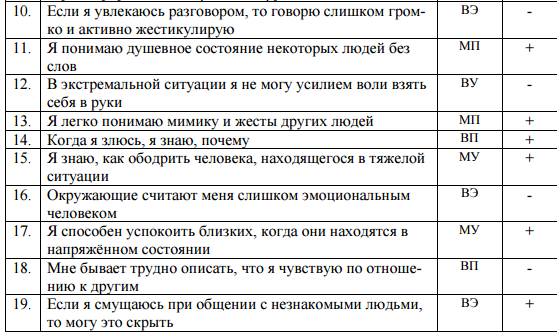 10. Если я увлекаюсь разговором, то говорю слишком гром- ВЭ -
ко и активно жестикулирую
11. Я понимаю душевное состояние некоторых людей без МП +
слов
12. В экстремальной ситуации я не могу усилием воли взять ВУ -
себя в руки
13. Я легко понимаю мимику и жесты других людей МП +
14. Когда я злюсь, я знаю, почему ВП +
15. Я знаю, как ободрить человека, находящегося в тяжелой МУ +
ситуации
16. Окружающие считают меня слишком эмоциональным ВЭ -
человеком
17. Я способен успокоить близких, когда они находятся в МУ +
напряжённом состоянии
18. Мне бывает трудно описать, что я чувствую по отноше- ВП -
нию к другим
19. Если я смущаюсь при общении с незнакомыми людьми, ВЭ +
то могу это скрыть